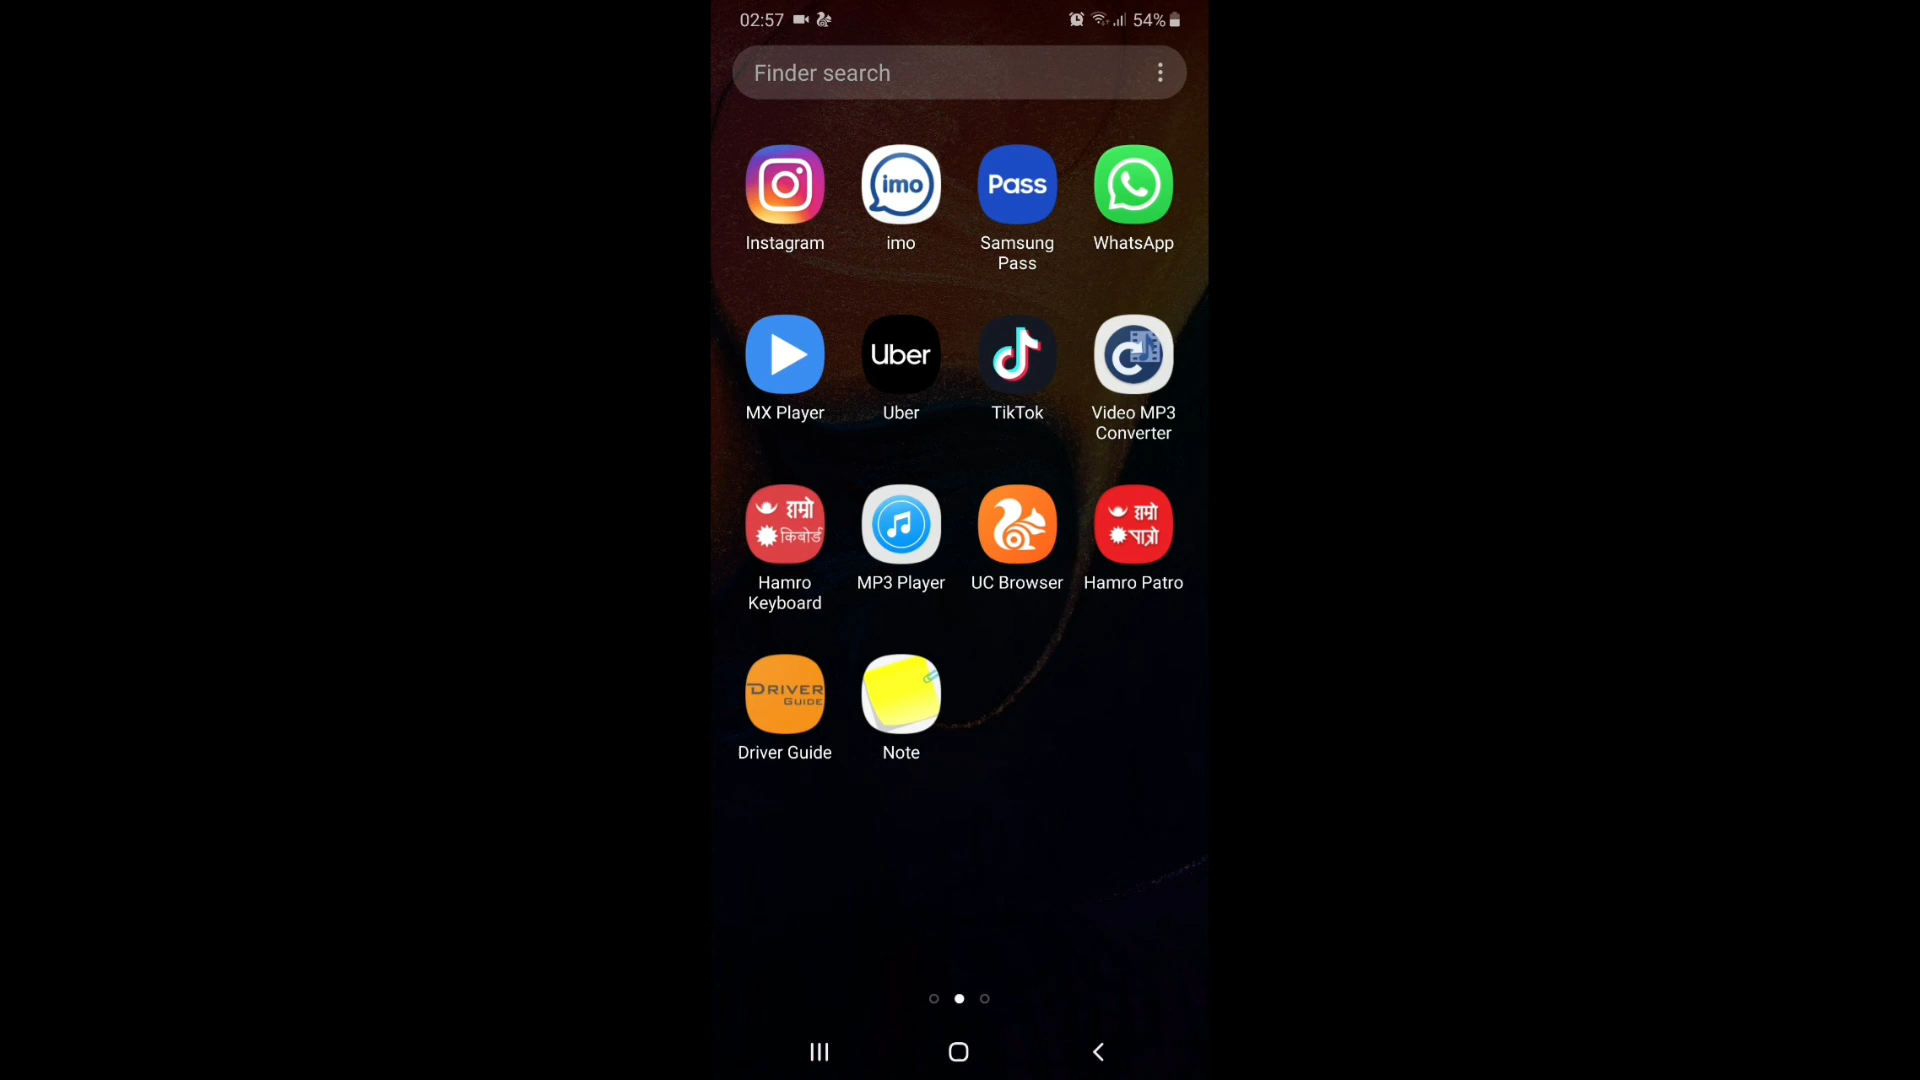 02:57 54%
Finder search
imo Pass
Instagram imo Samsung Pass WhatsApp
Uber
MX Player Uber TikTok Video MP3 Converter
हाम्रो किबोर्ड हाम्रो पात्रो
Hamro Keyboard MP3 Player UC Browser Hamro Patro
DRIVER GUIDE
Driver Guide Note